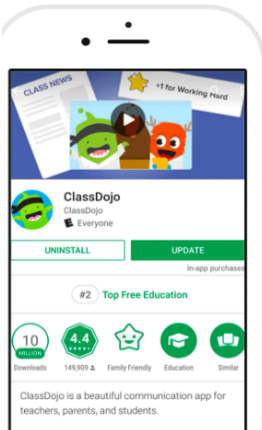 CLASS NEWS
+1 for Working Hard
ClassDojo
ClassDojo
E Everyone
UNINSTALL
UPDATE
In-app purchases
#2 Top Free Education
10
MILLION
4.4
Downloads
149,909
Family Friendly
Education
Similar
ClassDojo is a beautiful communication app for
teachers, parents, and students.